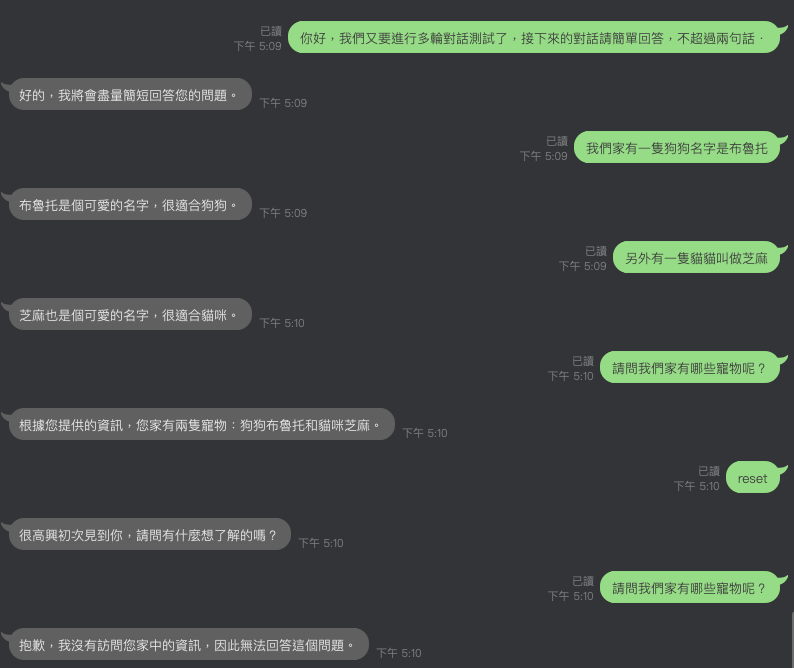 已讀
下午 5:09
你好，我們又要進行多輪對話測試了，接下來的對話請簡單回答，不超過兩句話．
好的，我將會盡量簡短回答您的問題。
下午 5:09
已讀
下午 5:09
我們家有一隻狗狗名字是布魯托
布魯托是個可愛的名字，很適合狗狗。
下午 5:09
已讀
下午 5:09
另外有一隻貓貓叫做芝麻
芝麻也是個可愛的名字，很適合貓咪。
下午 5:10
已讀
下午 5:10
請問我們家有哪些寵物呢？
根據您提供的資訊，您家有兩隻寵物：狗狗布魯托和貓咪芝麻。
下午 5:10
已讀
下午 5:10
reset
很高興初次見到你，請問有什麼想了解的嗎？
下午 5:10
已讀
下午 5:10
請問我們家有哪些寵物呢？
抱歉，我沒有訪問您家中的資訊，因此無法回答這個問題。
下午 5:10